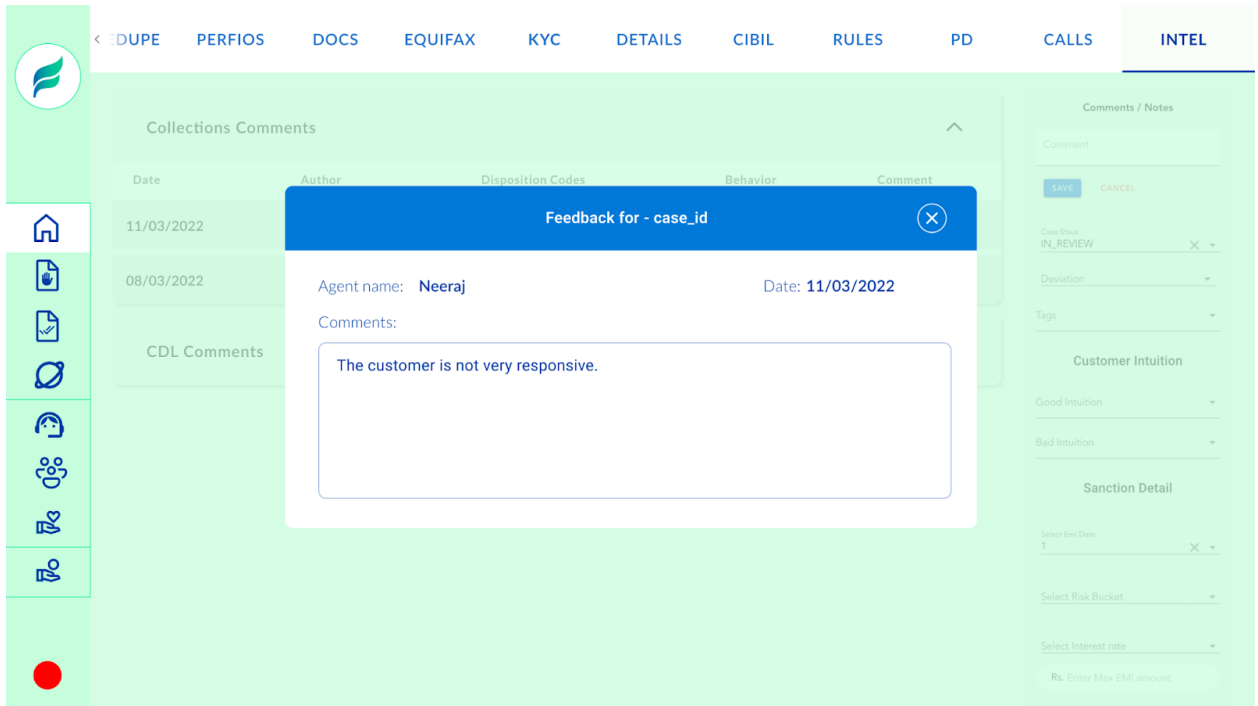 EDUPE PERFIOS DOCS EQUIFAX KYC DETAILS CIBIL RULES PD CALLS INTEL
Collections Comments
Date Author Disposition Codes Behavior Comment
11/03/2022
08/03/2022
CDL Comments
Feedback for - case_id
Agent name: Neeraj Date: 11/03/2022
Comments:
The customer is not very responsive.
Comments / Notes
Comment
SAVE CANCEL
Case Staus
IN_REVIEW
Deviation
Tags
Customer Intuition
Good Intuition
Bad Intuition
Sanction Detail
Select Emi Date
1
Select Risk Bucket
Select Interest rate
Rs. Enter Max EMI amount